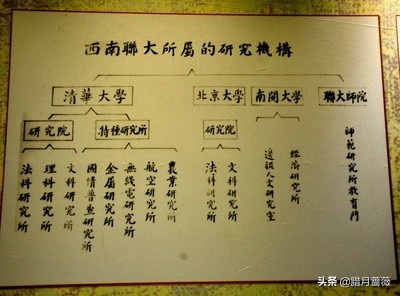 西南聯大所屬的研究機構
清華大學
北京大學
南開大學
聯大師院
研究院
特種研究所
研究院
法科研究所
理科研究所
文科研究所
國情普查研究所
金屬研究所
無綫電研究所
航空研究所
農業研究所
法科研究所
文科研究所
邊疆人文研究室
經濟研究所
師範研究所教育門
头条 @腊月薔薇